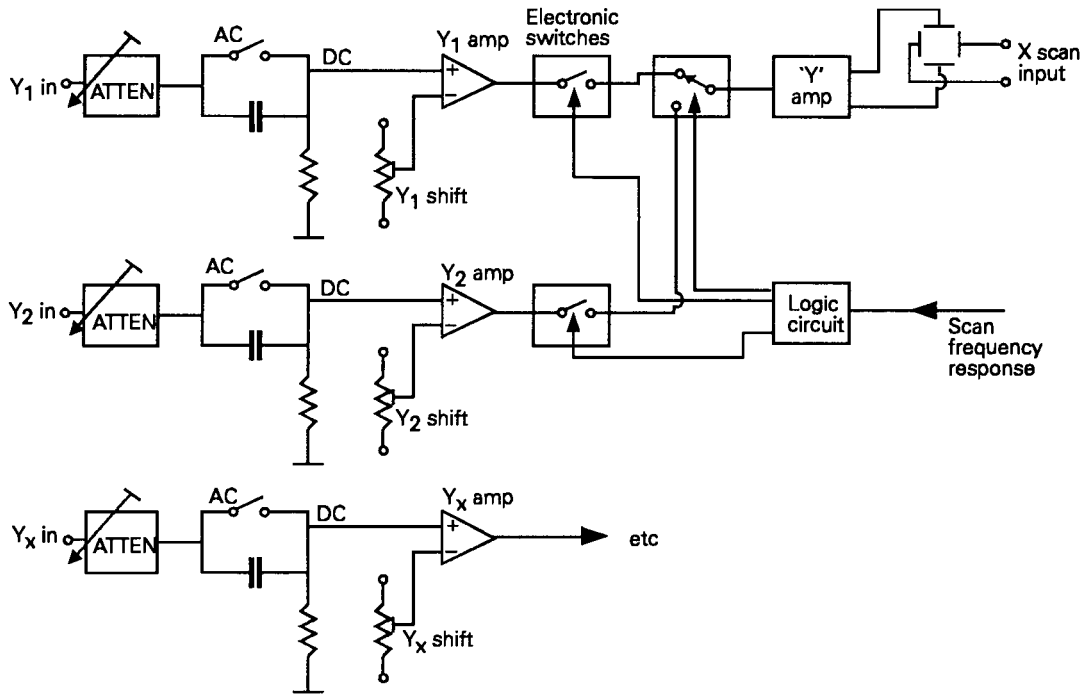 Electronic
switches
AC
DC
Y1 amp
Y1 in
ATTEN
+
−
'Y'
amp
X scan
input
Y1 shift
AC
DC
Y2 amp
Y2 in
ATTEN
+
−
Logic
circuit
Scan
frequency
response
Y2 shift
AC
DC
Yx amp
Yx in
ATTEN
+
−
etc
Yx shift